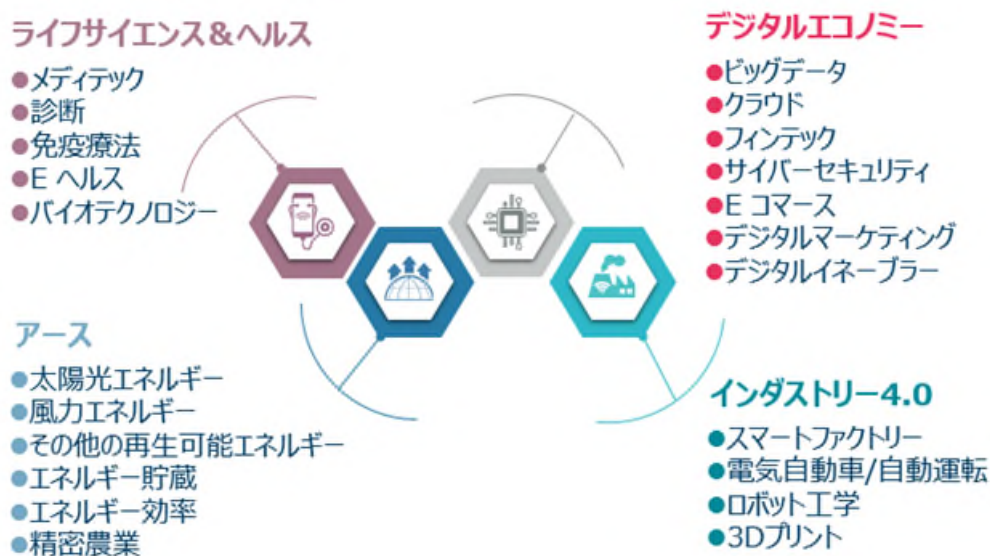 ライフサイエンス&ヘルス
●メディテック
●診断
●免疫療法
●E ヘルス
●バイオテクノロジー
デジタルエコノミー
●ビッグデータ
●クラウド
●フィンテック
●サイバーセキュリティ
●E コマース
●デジタルマーケティング
●デジタルイネーブラー
アース
●太陽光エネルギー
●風力エネルギー
●その他の再生可能エネルギー
●エネルギー貯蔵
●エネルギー効率
●精密農業
インダストリー4.0
●スマートファクトリー
●電気自動車/自動運転
●ロボット工学
●3Dプリント